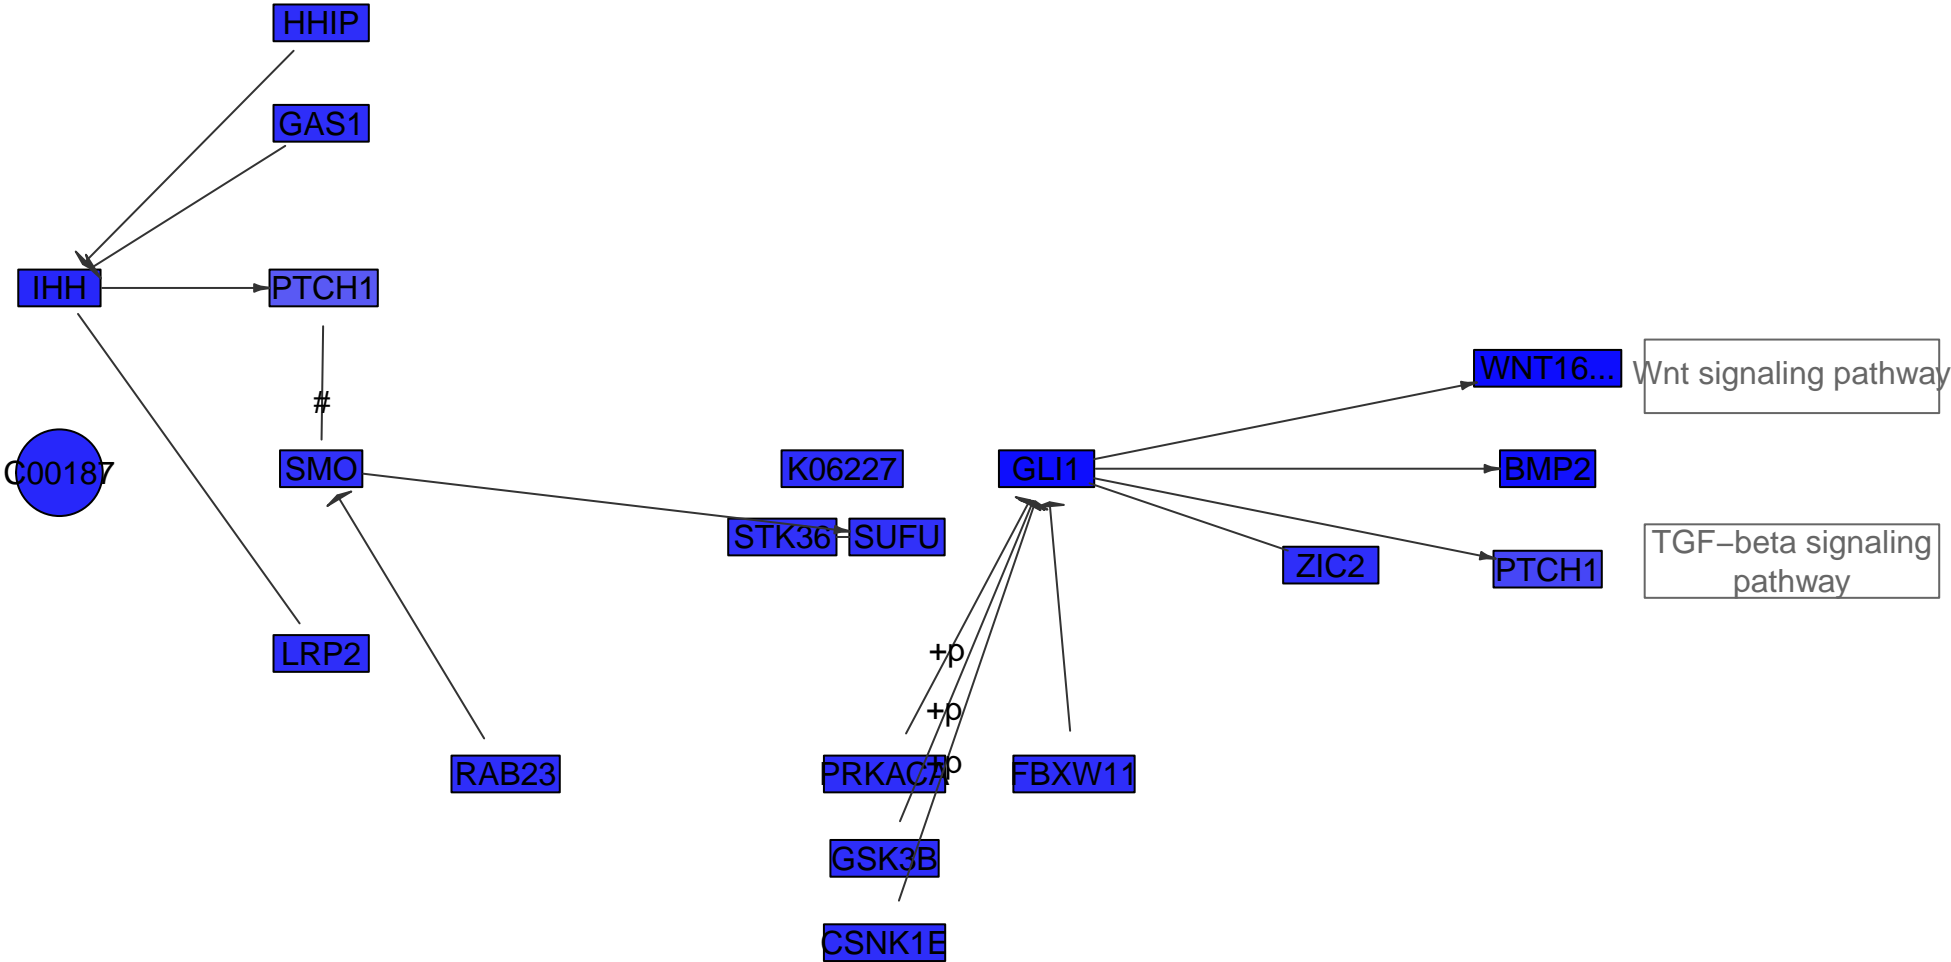 HHIP
GAS1
IHH
PTCH1
WNT16...
Wnt signaling pathway
#
C00187
SMO
K06227
GLI1
BMP2
STK36
SUFU
ZIC2
PTCH1
TGF−beta signaling
pathway
LRP2
+p
+p
+p
RAB23
PRKACA
FBXW11
GSK3B
CSNK1E